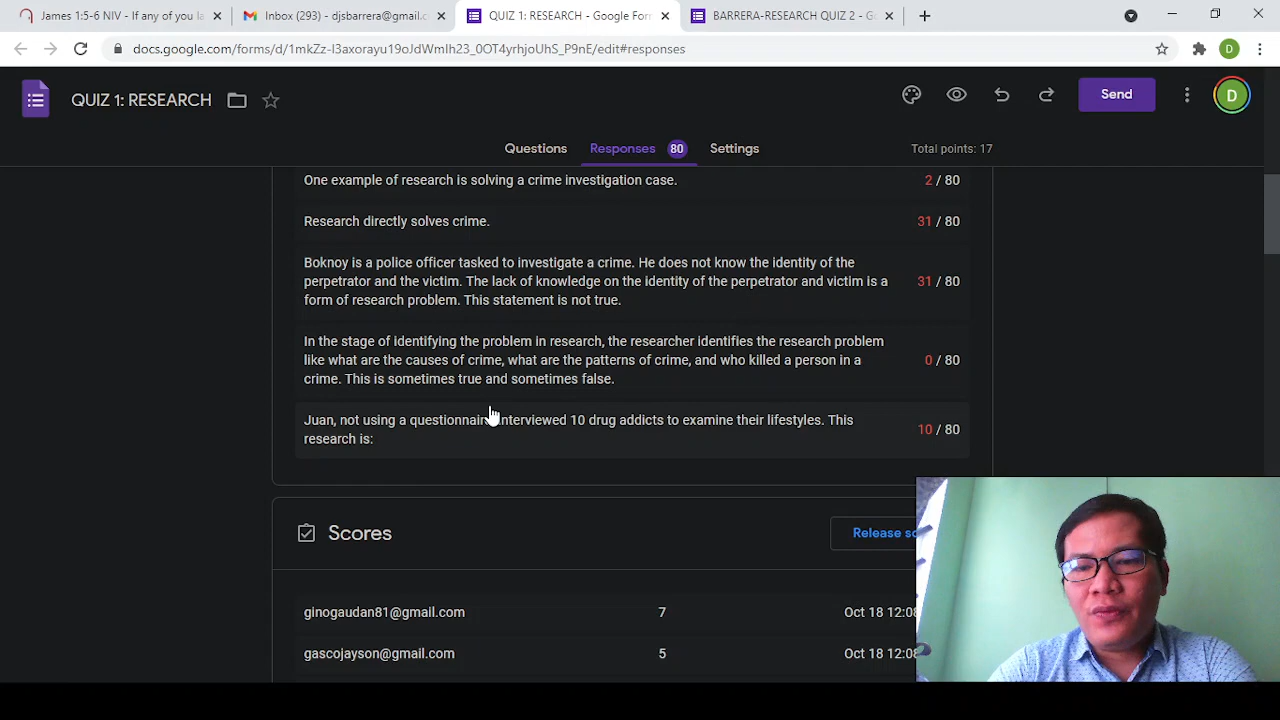 James 1:5-6 NIV - If any of you la
Inbox (293) - djsbarrera@gmail.c
QUIZ 1: RESEARCH - Google Form
BARRERA-RESEARCH QUIZ 2 - Go
docs.google.com/forms/d/1mkZz-I3axorayu19oJdWmIh23_0OT4yrhjoUhS_P9nE/edit#responses
D
QUIZ 1: RESEARCH
Send
D
Questions
Responses 80
Settings
Total points: 17
One example of research is solving a crime investigation case. 2 / 80
Research directly solves crime. 31 / 80
Boknoy is a police officer tasked to investigate a crime. He does not know the identity of the
perpetrator and the victim. The lack of knowledge on the identity of the perpetrator and victim is a 31 / 80
form of research problem. This statement is not true.
In the stage of identifying the problem in research, the researcher identifies the research problem
like what are the causes of crime, what are the patterns of crime, and who killed a person in a 0 / 80
crime. This is sometimes true and sometimes false.
Juan, not using a questionnaire interviewed 10 drug addicts to examine their lifestyles. This 10 / 80
research is:
Scores
Release sc
ginogaudan81@gmail.com 7 Oct 18 12:08
gascojayson@gmail.com 5 Oct 18 12:08